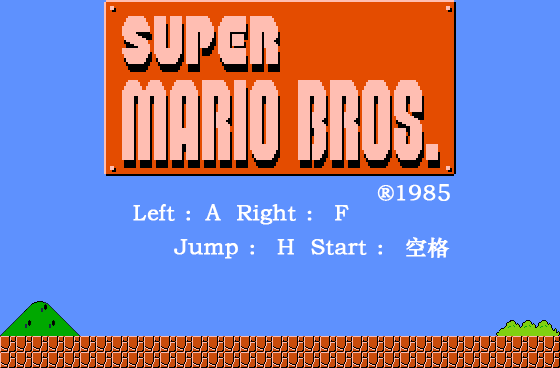 SUPER
MARIO BROS.
®1985
Left : A Right : F
Jump : H Start : 空格